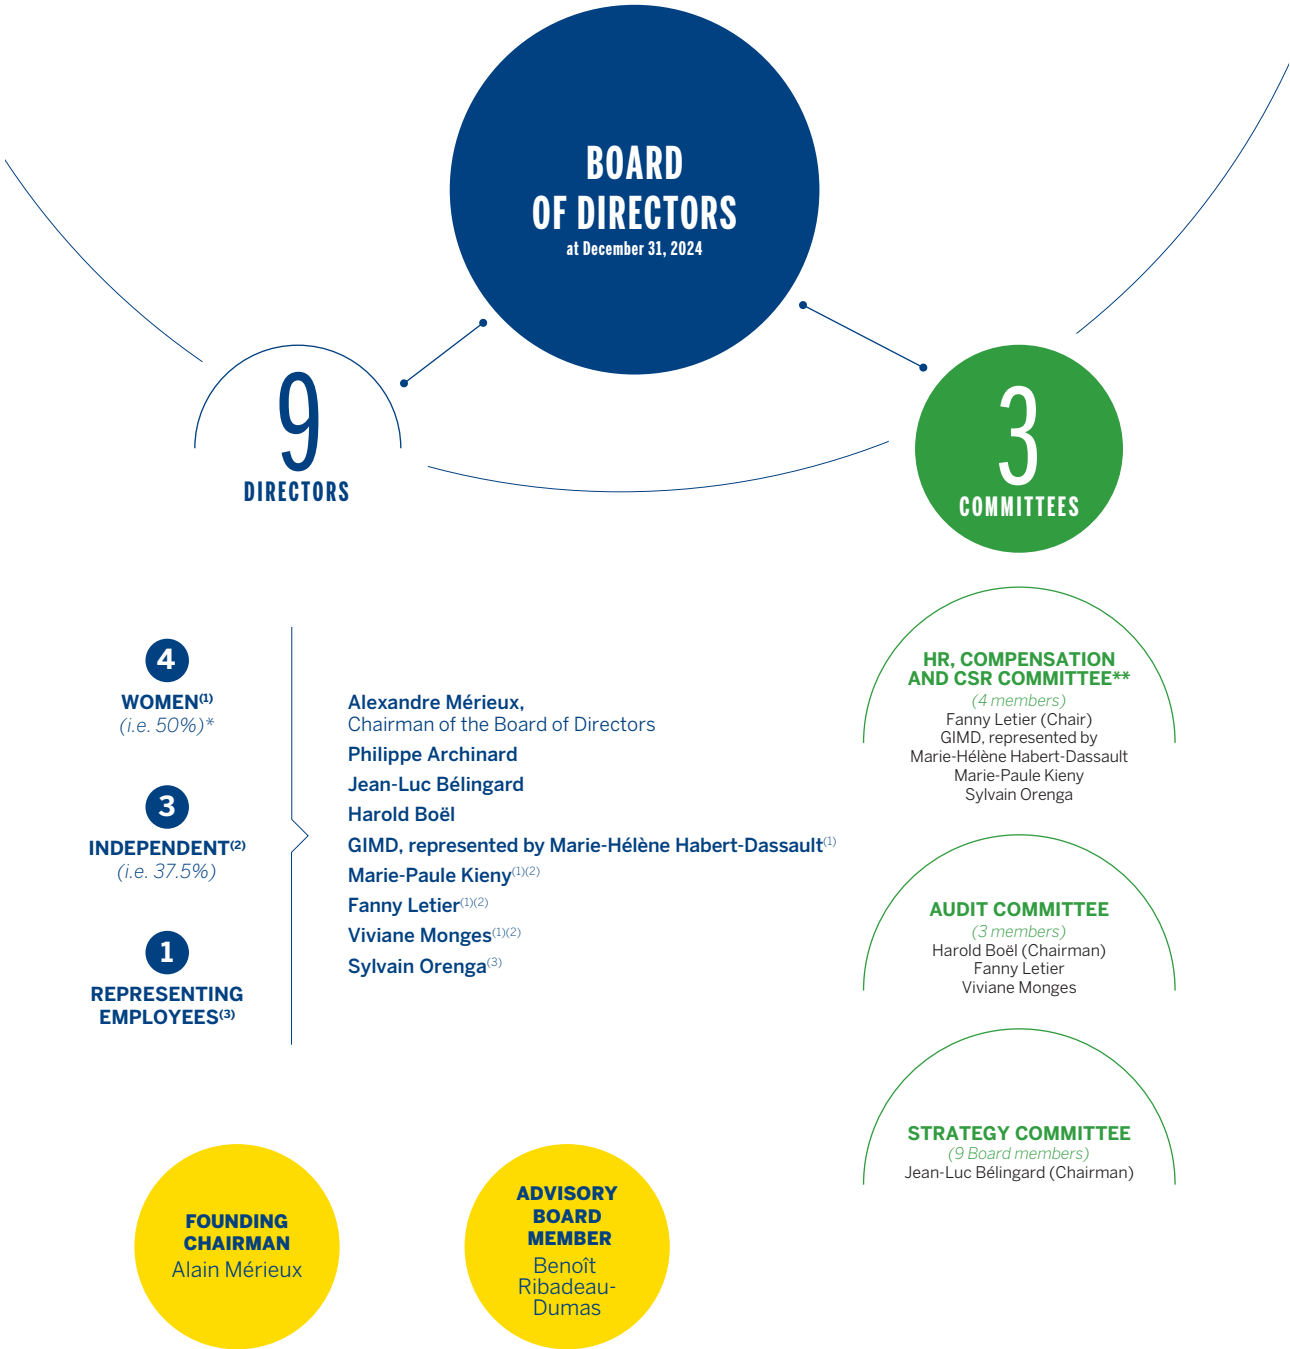 BOARD
OF DIRECTORS
at December 31, 2024
9
DIRECTORS
3
COMMITTEES
4
WOMEN(1)
(i.e. 50%)*
3
INDEPENDENT(2)
(i.e. 37.5%)
1
REPRESENTING
EMPLOYEES(3)
Alexandre Mérieux,
Chairman of the Board of Directors
Philippe Archinard
Jean-Luc Bélingard
Harold Boël
GIMD, represented by Marie-Hélène Habert-Dassault(1)
Marie-Paule Kieny(1)(2)
Fanny Letier(1)(2)
Viviane Monges(1)(2)
Sylvain Orenga(3)
HR, COMPENSATION
AND CSR COMMITTEE**
(4 members)
Fanny Letier (Chair)
GIMD, represented by
Marie-Hélène Habert-Dassault
Marie-Paule Kieny
Sylvain Orenga
AUDIT COMMITTEE
(3 members)
Harold Boël (Chairman)
Fanny Letier
Viviane Monges
STRATEGY COMMITTEE
(9 Board members)
Jean-Luc Bélingard (Chairman)
FOUNDING
CHAIRMAN
Alain Mérieux
ADVISORY
BOARD
MEMBER
Benoît
Ribadeau-
Dumas